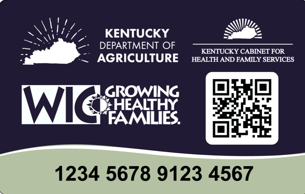 KENTUCKY
DEPARTMENT OF
AGRICULTURE
KENTUCKY CABINET FOR
HEALTH AND FAMILY SERVICES
WIC GROWING
HEALTHY
FAMILIES.
1234 5678 9123 4567